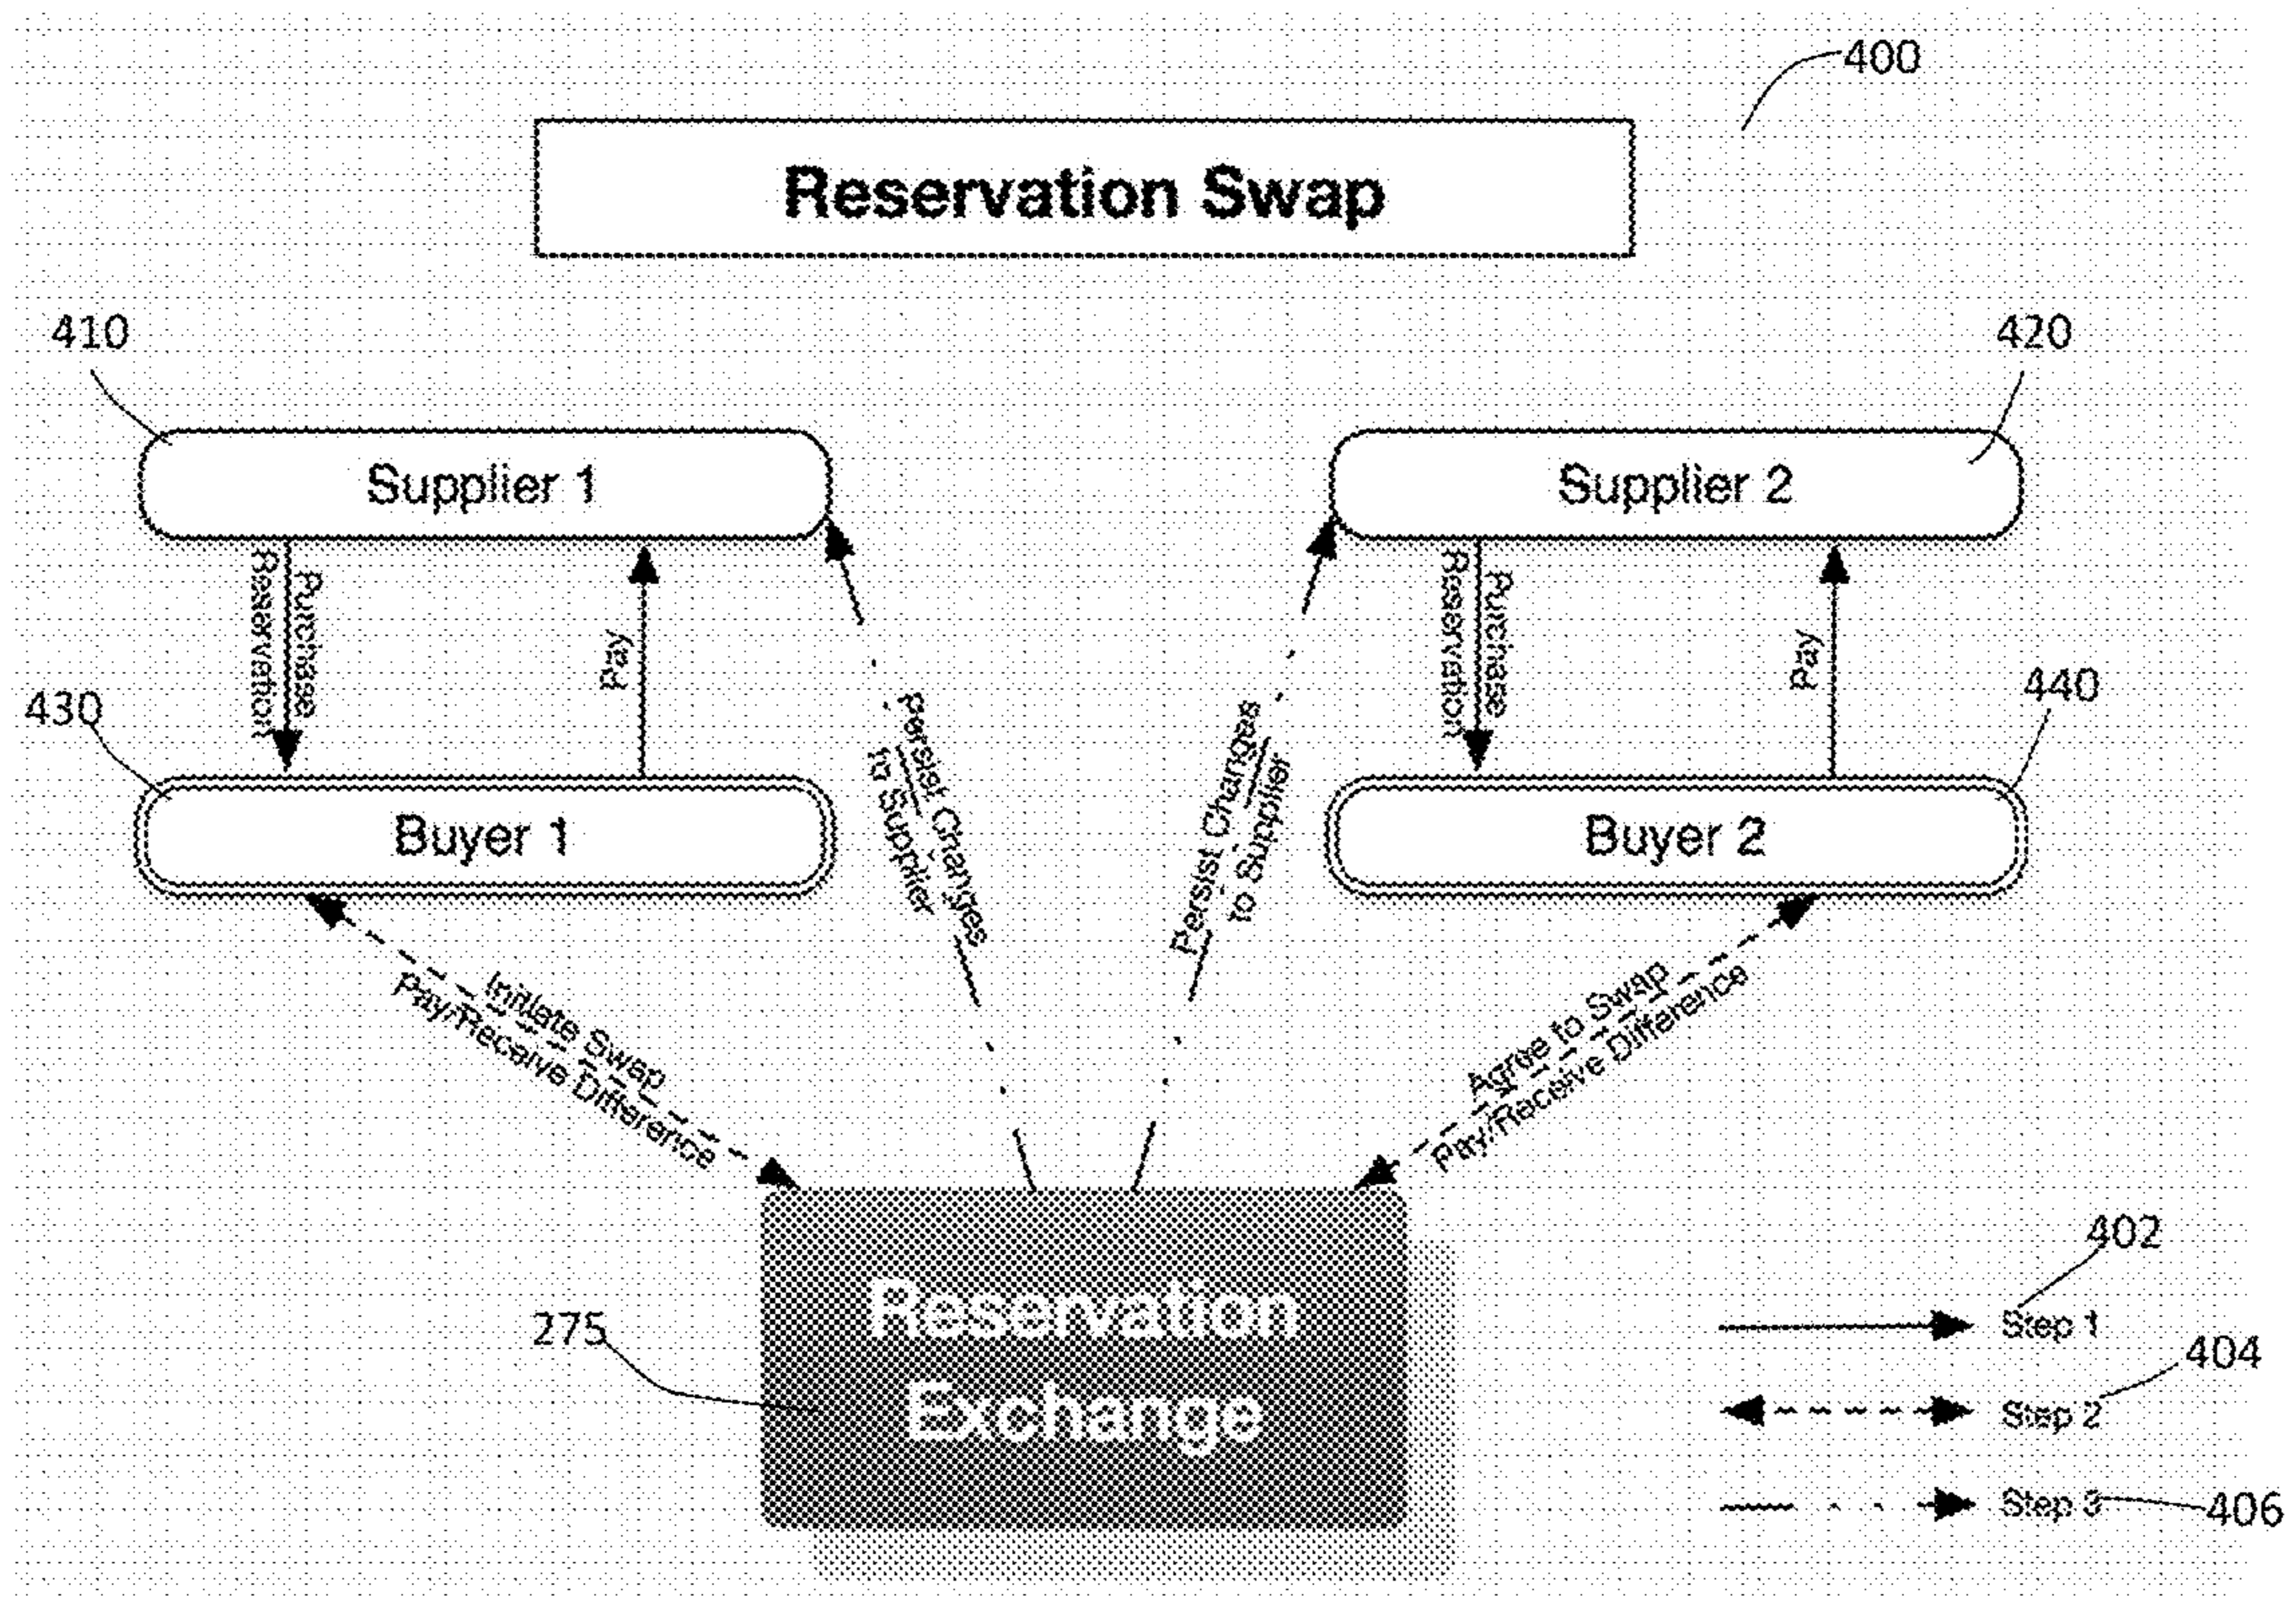 400
Reservation Swap
410
420
Supplier 1
Supplier 2
Purchase
Reservation
Pay
Purchase
Reservation
Pay
430
440
Persist Changes
to Supplier
Persist Changes
to Supplier
Buyer 1
Buyer 2
Initiate Swap
Pay/Receive Difference
Agree to Swap
Pay/Receive Difference
402
275
Reservation
Exchange
Step 1
404
Step 2
Step 3
406